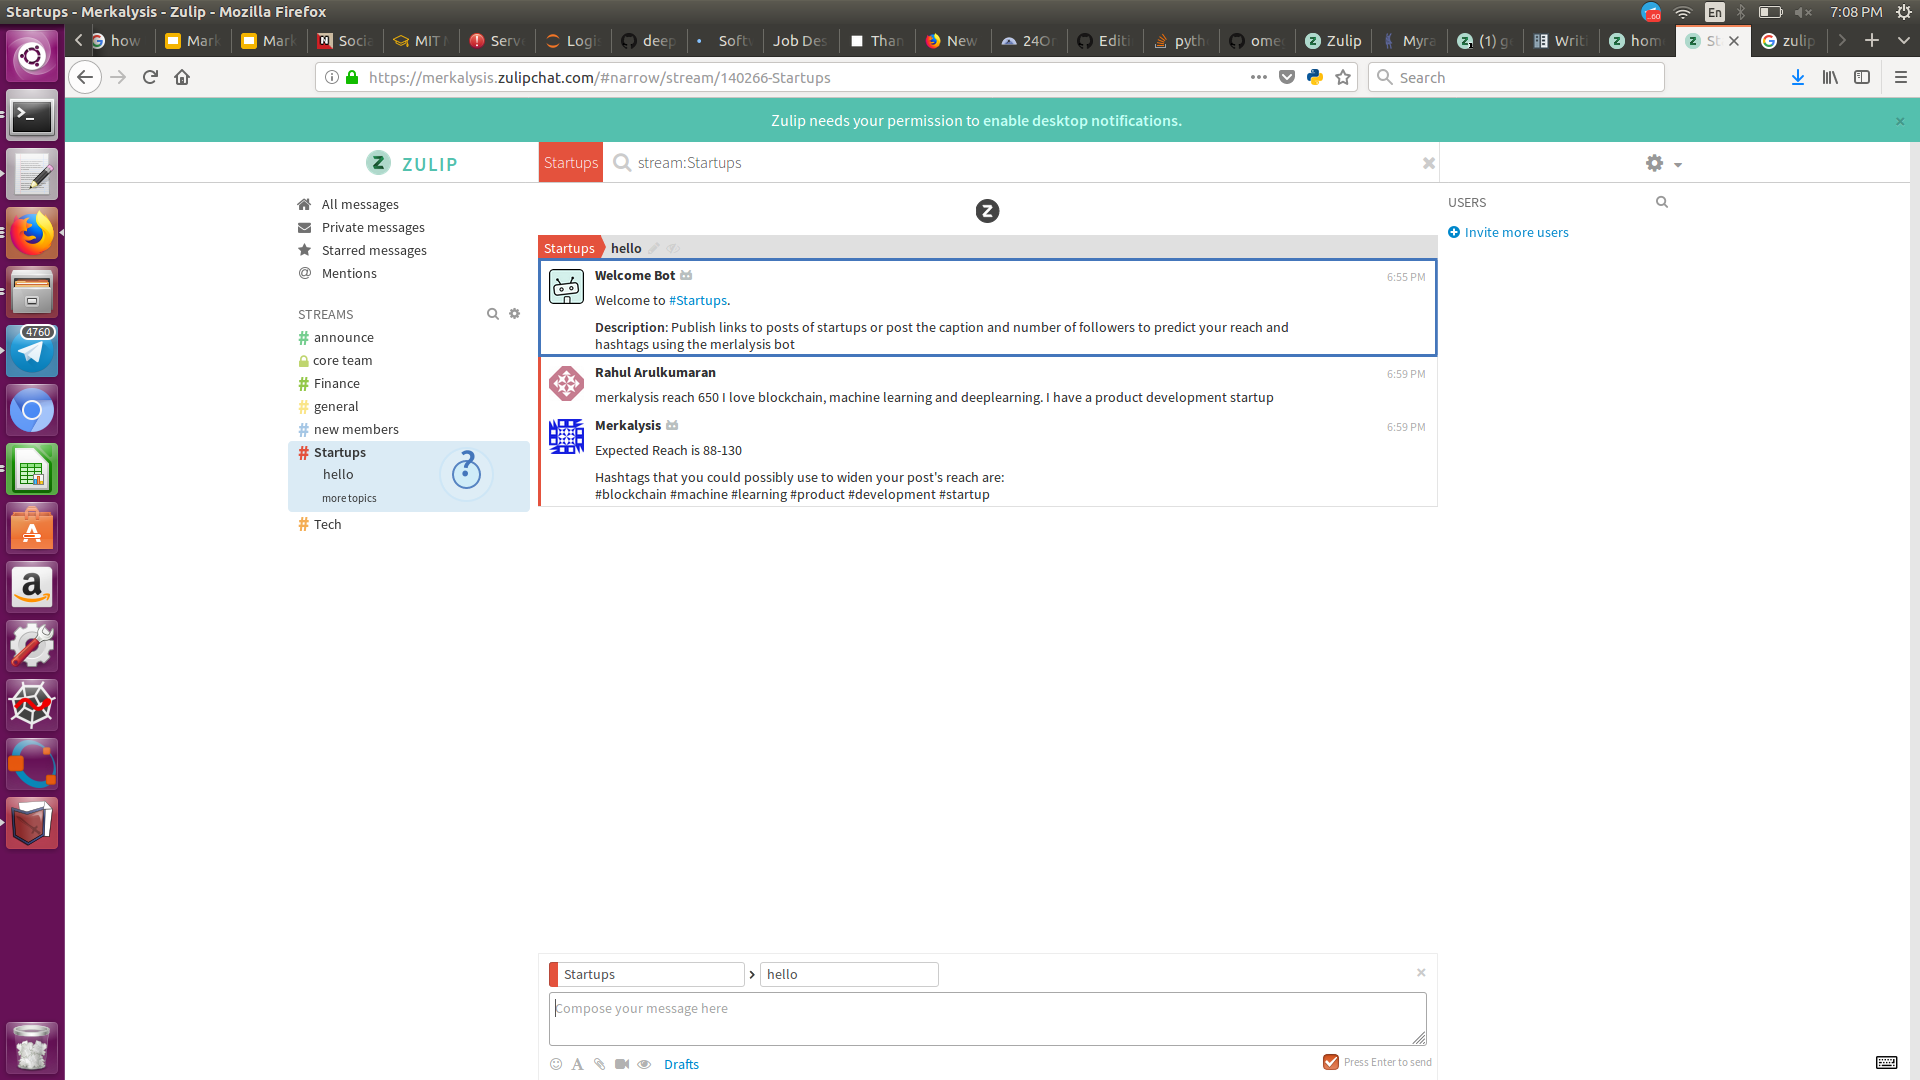 Startups - Merkalysis - Zulip - Mozilla Firefox
En
7:08 PM
how
Mark
Mark
Socia
MIT
Serve
Logi
deep
Softv
Job Des
Than
New
24Or
Editi
pyth
ome
Zulip
Myra
(1) g
Writi
hom
St
zulip
https://merkalysis.zulipchat.com/#narrow/stream/140266-Startups
Search
Zulip needs your permission to enable desktop notifications.
ZULIP
Startups
stream:Startups
All messages
Private messages
Starred messages
Mentions
STREAMS
announce
core team
Finance
general
new members
Startups
hello
more topics
Tech
Startups
hello
Welcome Bot
6:55 PM
Welcome to #Startups.
Description: Publish links to posts of startups or post the caption and number of followers to predict your reach and
hashtags using the merlalysis bot
Rahul Arulkumaran
6:59 PM
merkalysis reach 650 I love blockchain, machine learning and deeplearning. I have a product development startup
Merkalysis
6:59 PM
Expected Reach is 88-130
Hashtags that you could possibly use to widen your post's reach are:
#blockchain #machine #learning #product #development #startup
USERS
Invite more users
4760
Startups
hello
Compose your message here
Drafts
Press Enter to send